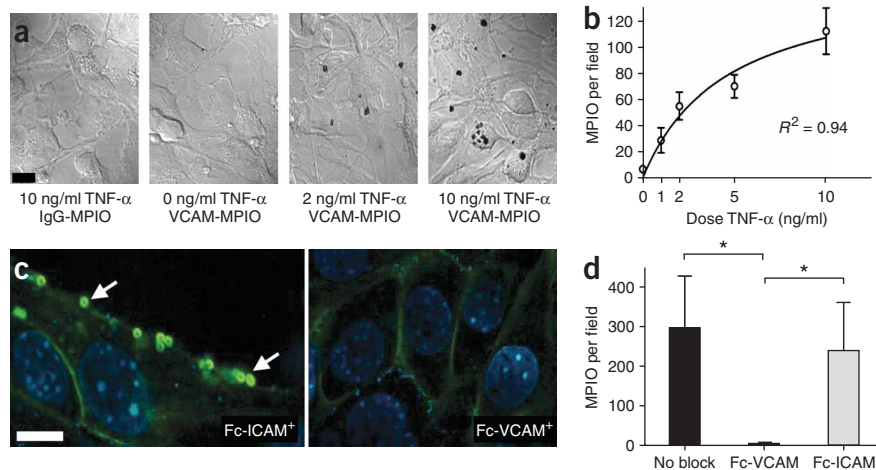 a
10 ng/ml TNF-α
IgG-MPIO
0 ng/ml TNF-α
VCAM-MPIO
2 ng/ml TNF-α
VCAM-MPIO
10 ng/ml TNF-α
VCAM-MPIO
b
MPIO per field
120
100
80
60
40
20
0
R² = 0.94
0 1 2 5 10
Dose TNF-α (ng/ml)
c
Fc-ICAM⁺
Fc-VCAM⁺
d
MPIO per field
400
300
200
100
0
*
*
No block Fc-VCAM Fc-ICAM